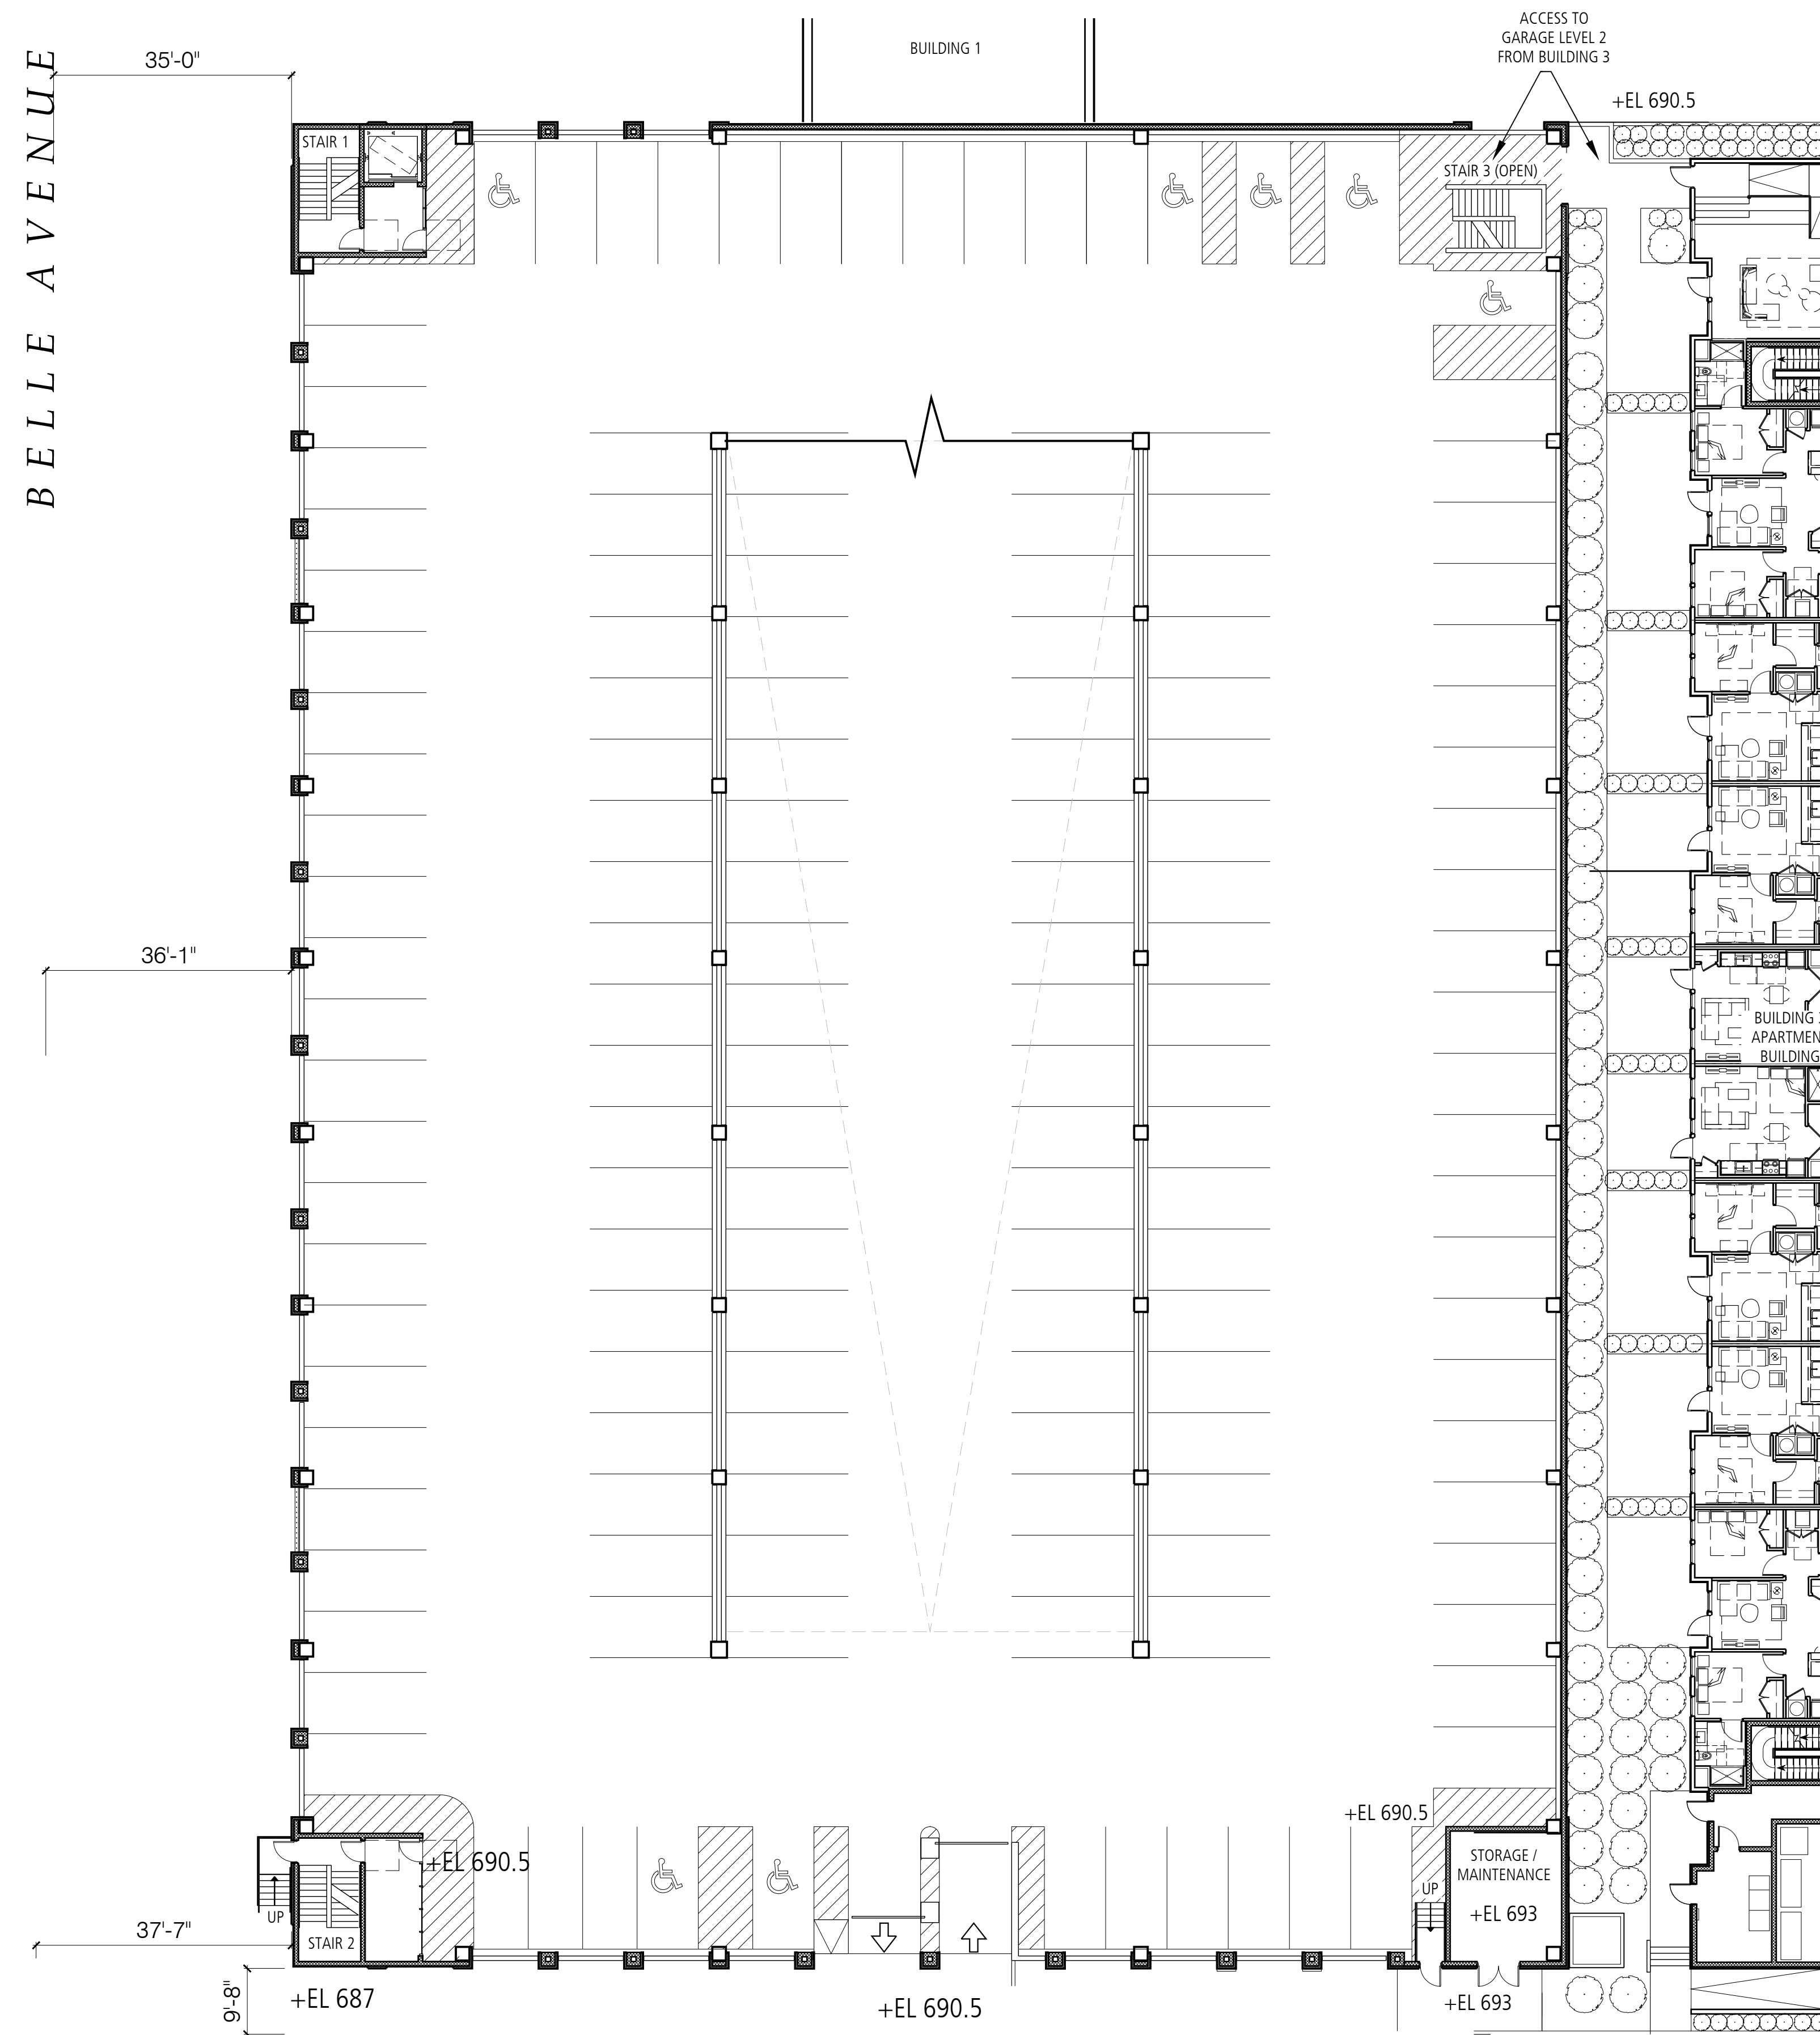 BUILDING 1
ACCESS TO
GARAGE LEVEL 2
FROM BUILDING 3
35'-0"
+EL 690.5
BELLE AVENUE
STAIR 1
STAIR 3 (OPEN)
36'-1"
BUILDING
APARTMEN
BUILDING
+EL 690.5
+EL 690.5
STORAGE /
MAINTENANCE
UP
+EL 693
UP
37'-7"
STAIR 2
9'-8"
+EL 687
+EL 690.5
+EL 693